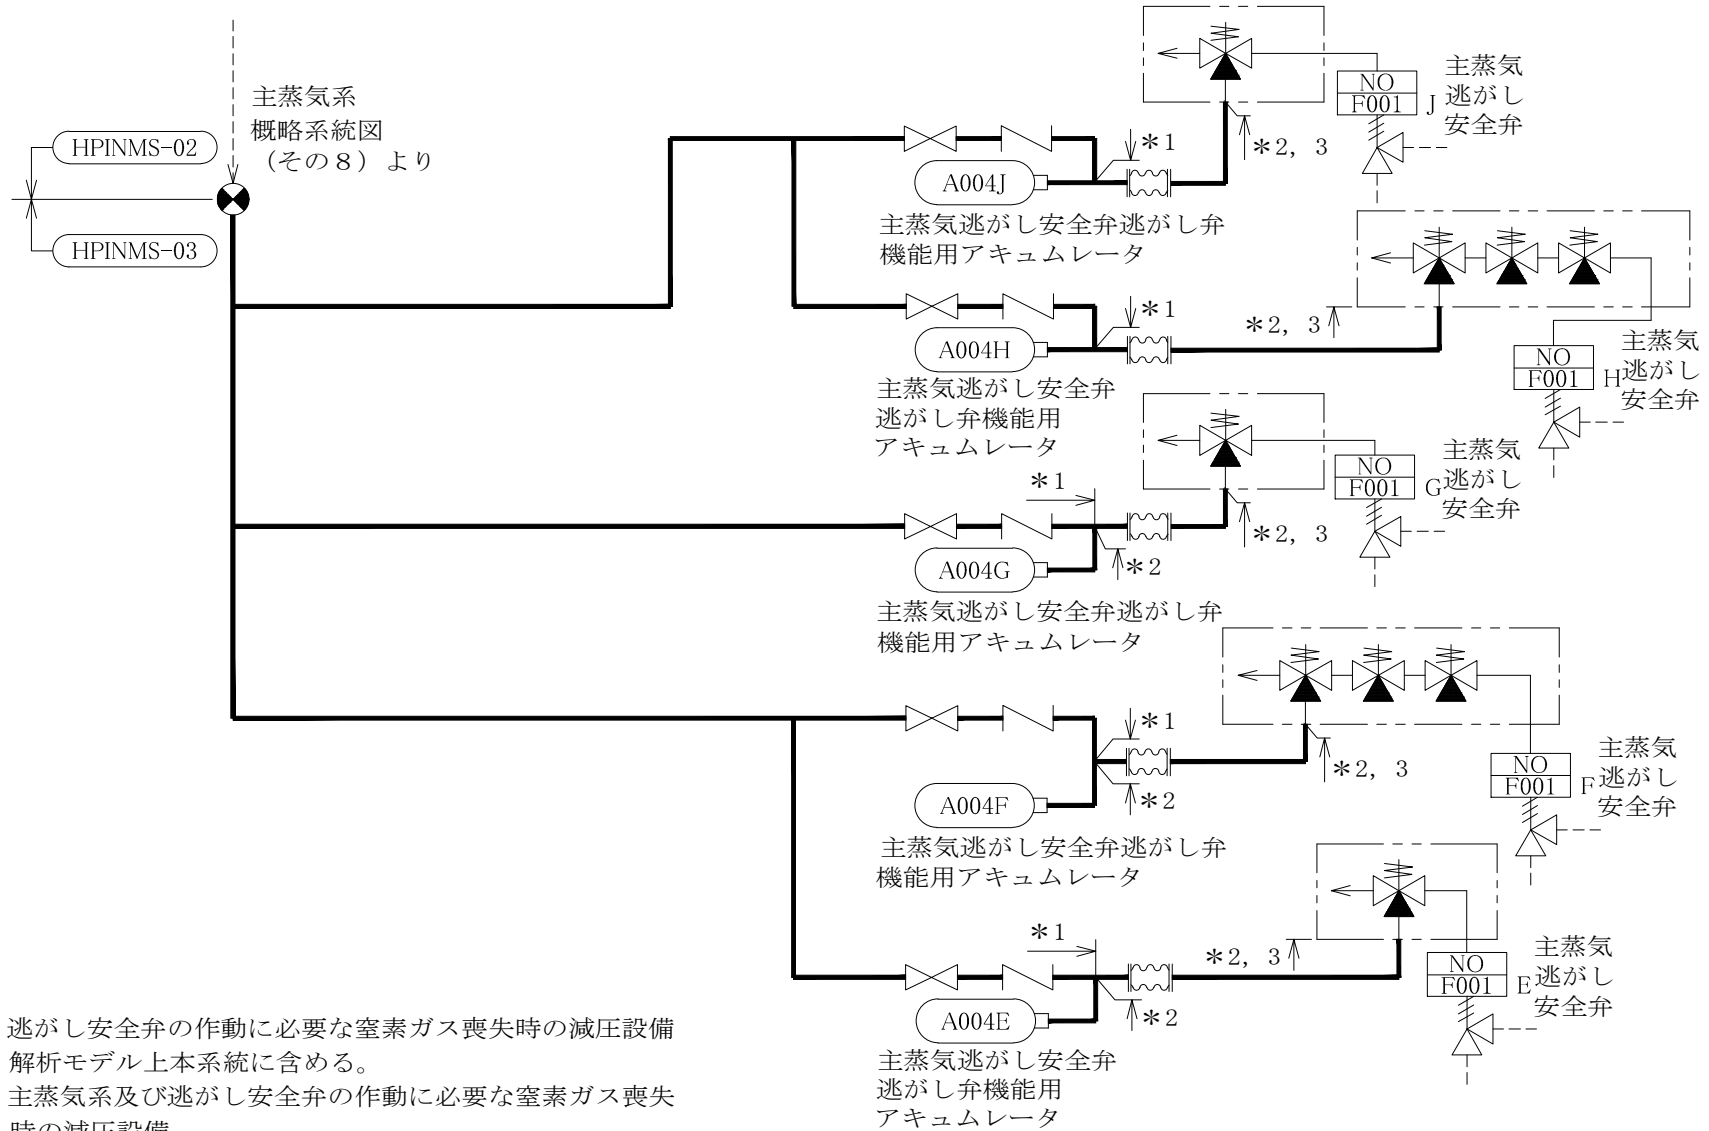 主蒸気系
概略系統図
（その８）より
HPINMS-02
HPINMS-03
NO
F001
J
主蒸気
逃がし
安全弁
＊1
＊2, 3
A004J
主蒸気逃がし安全弁逃がし弁
機能用アキュムレータ
＊1
＊2, 3
A004H
主蒸気逃がし安全弁
逃がし弁機能用
アキュムレータ
NO
F001
H
主蒸気
逃がし
安全弁
NO
F001
G
主蒸気
逃がし
安全弁
＊1
＊2, 3
＊2
A004G
主蒸気逃がし安全弁逃がし弁
機能用アキュムレータ
＊1
＊2, 3
＊2
A004F
主蒸気逃がし安全弁逃がし弁
機能用アキュムレータ
NO
F001
F
主蒸気
逃がし
安全弁
＊1
＊2, 3
＊2
A004E
主蒸気逃がし安全弁
逃がし弁機能用
アキュムレータ
NO
F001
E
主蒸気
逃がし
安全弁
逃がし安全弁の作動に必要な窒素ガス喪失時の減圧設備
解析モデル上本系統に含める。
主蒸気系及び逃がし安全弁の作動に必要な窒素ガス喪失
時の減圧設備